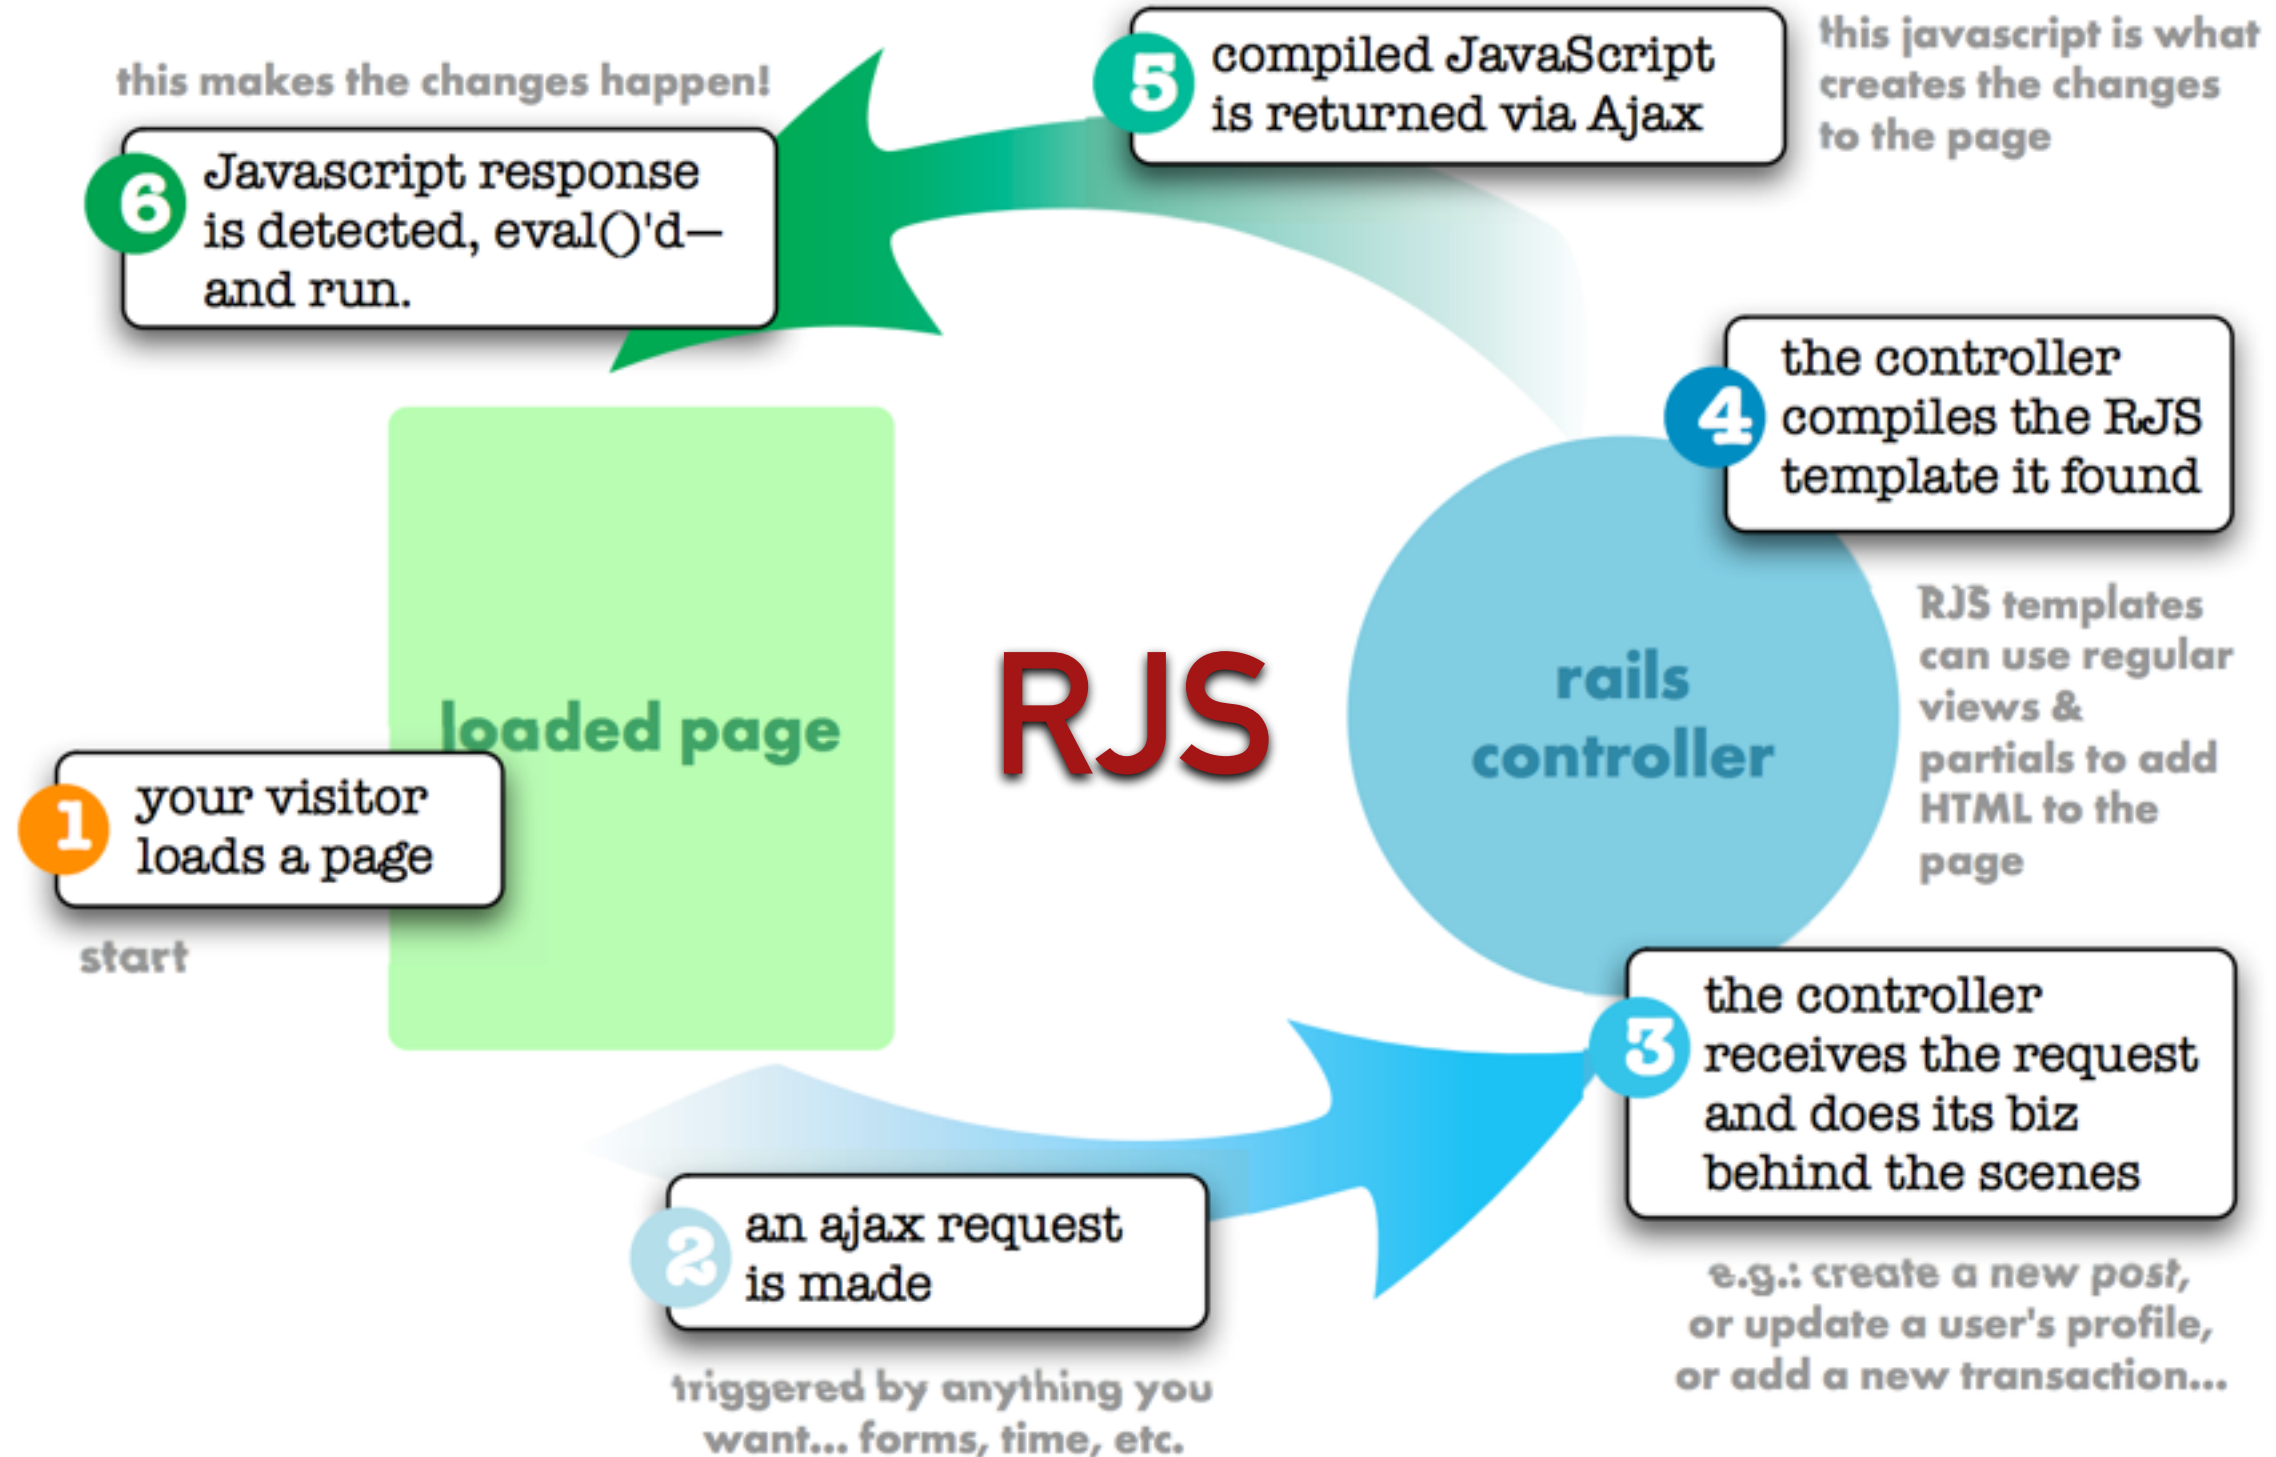 this makes the changes happen!
6
Javascript response
is detected, eval()'d—
and run.
5
compiled JavaScript
is returned via Ajax
this javascript is what
creates the changes
to the page
4
the controller
compiles the RJS
template it found
RJS templates
can use regular
views &
partials to add
HTML to the
page
loaded page
RJS
rails
controller
1
your visitor
loads a page
start
2
an ajax request
is made
triggered by anything you
want... forms, time, etc.
3
the controller
receives the request
and does its biz
behind the scenes
e.g.: create a new post,
or update a user's profile,
or add a new transaction...